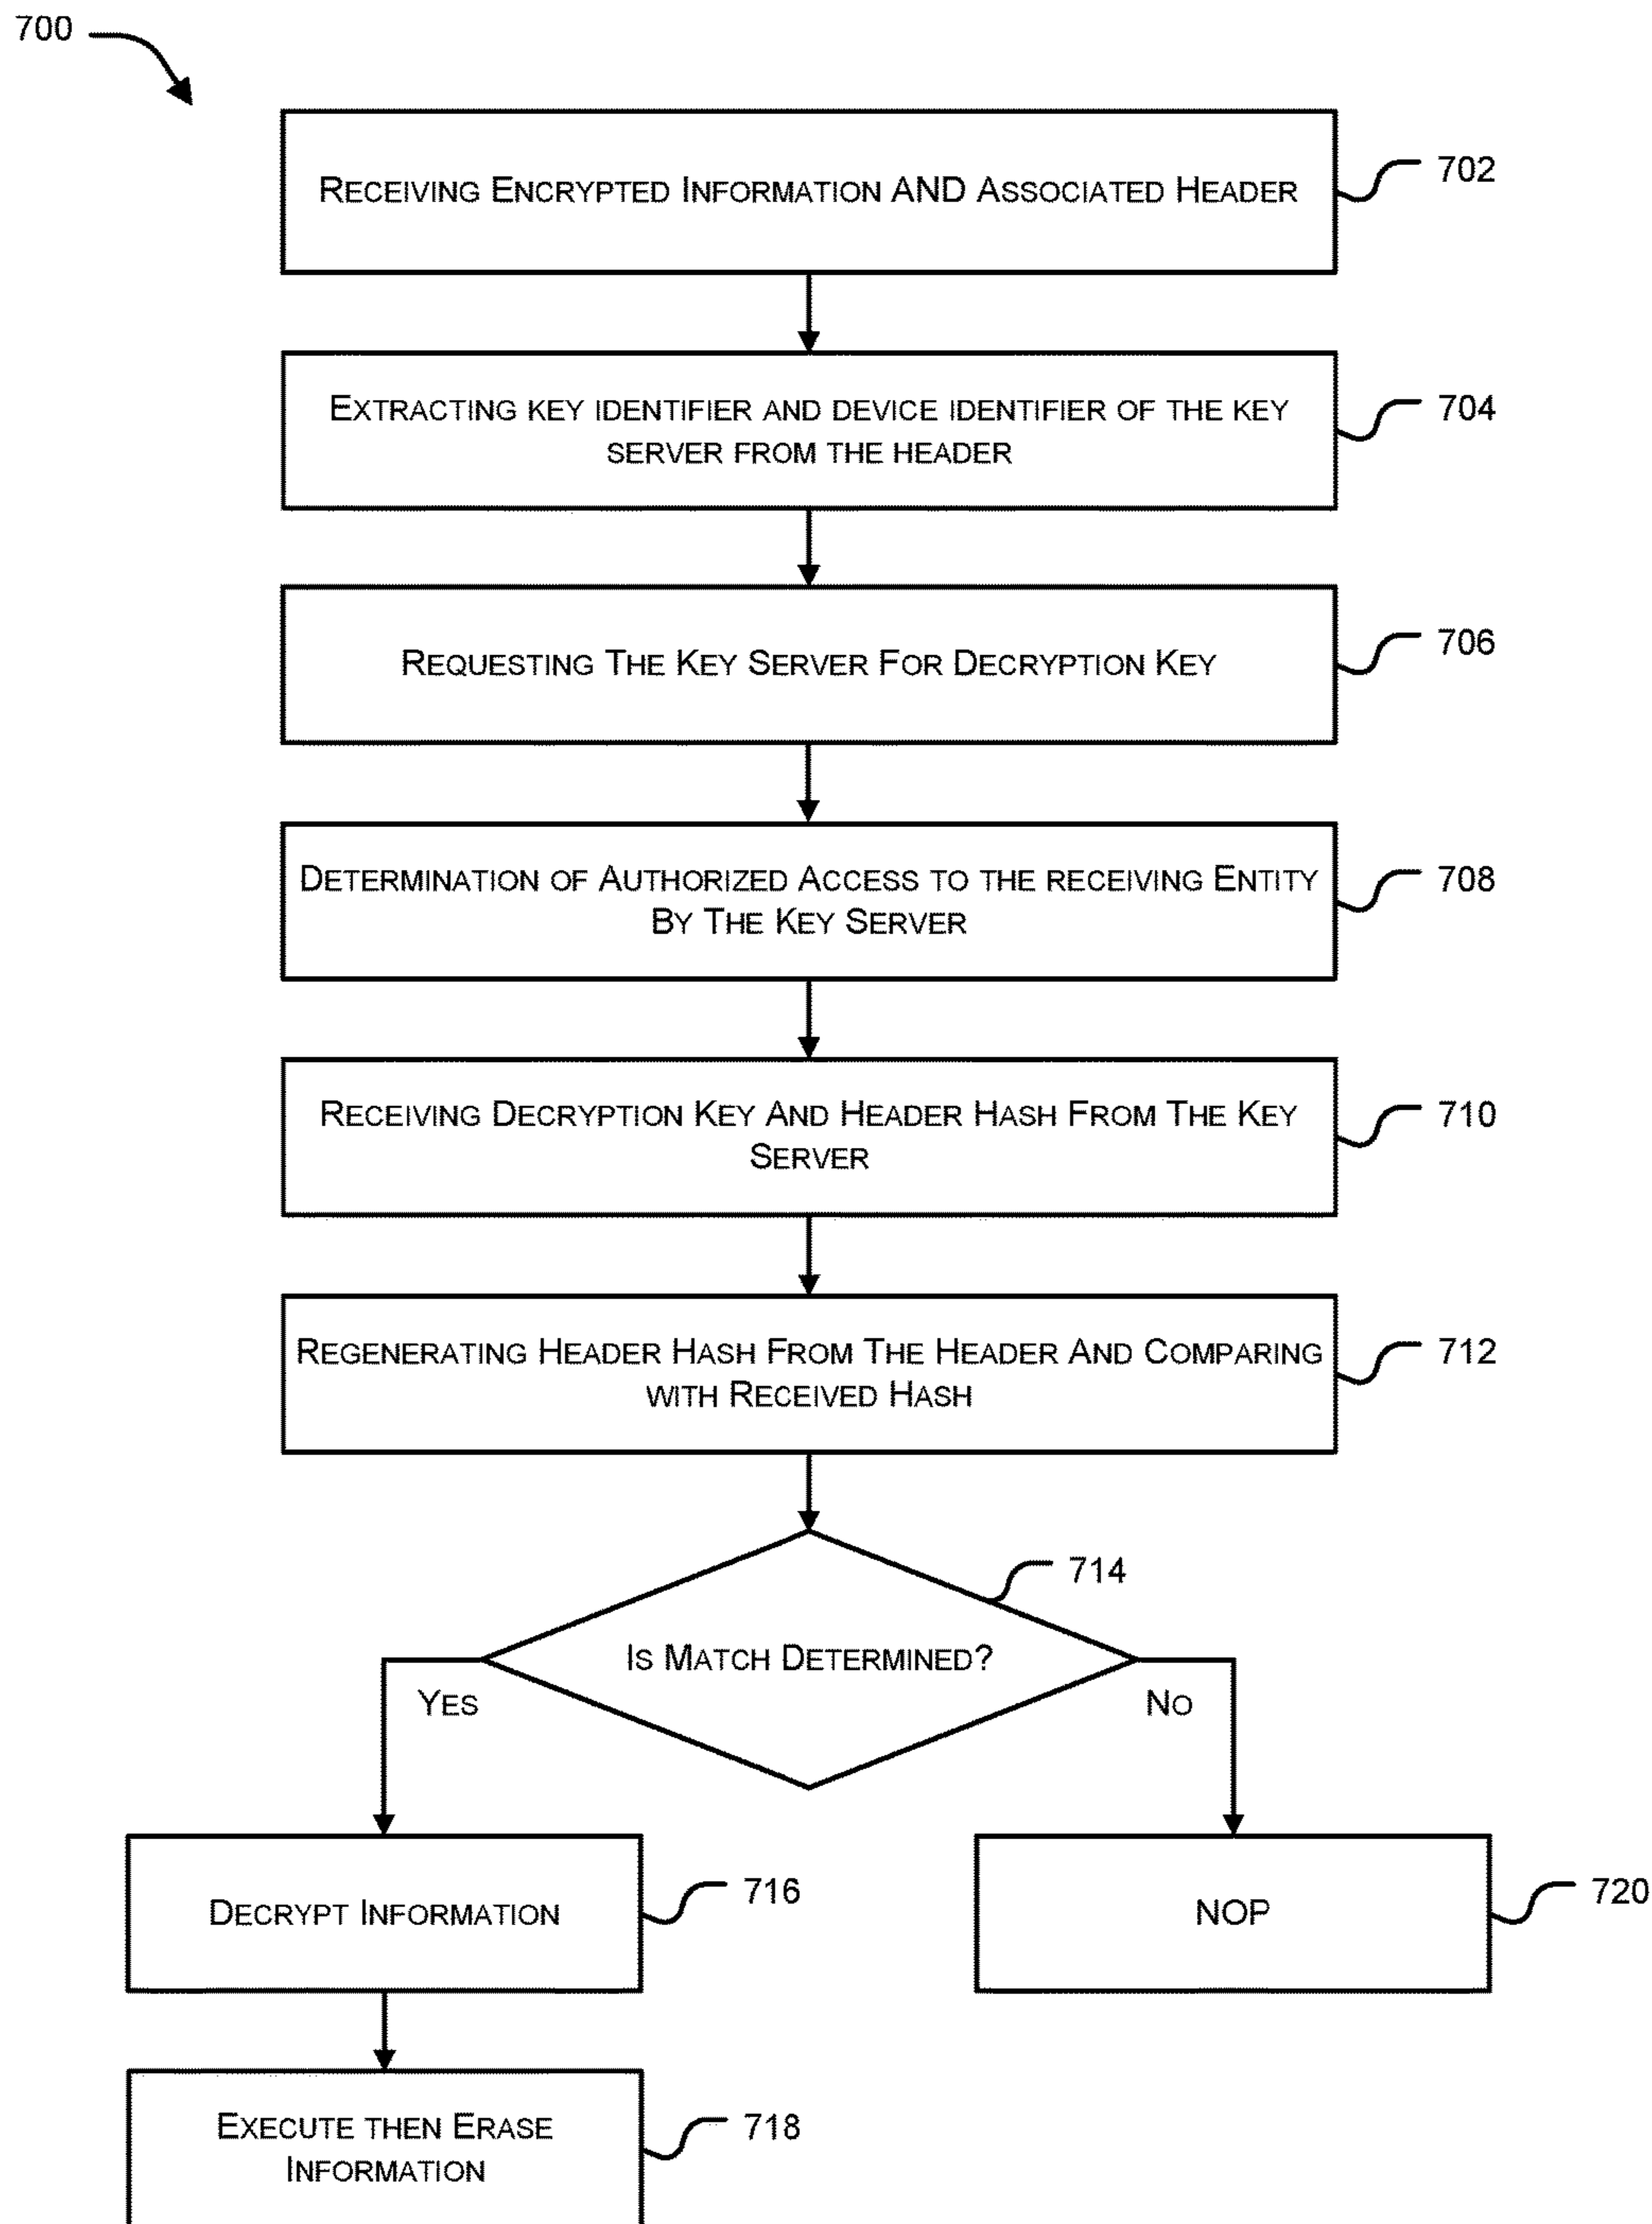 700
Receiving Encrypted Information AND Associated Header
702
Extracting key identifier and device identifier of the key
server from the header
704
Requesting The Key Server For Decryption Key
706
Determination of Authorized Access to the receiving Entity
By The Key Server
708
Receiving Decryption Key And Header Hash From The Key
Server
710
Regenerating Header Hash From The Header And Comparing
with Received Hash
712
714
Is Match Determined?
Yes
No
Decrypt Information
716
NOP
720
Execute then Erase
Information
718